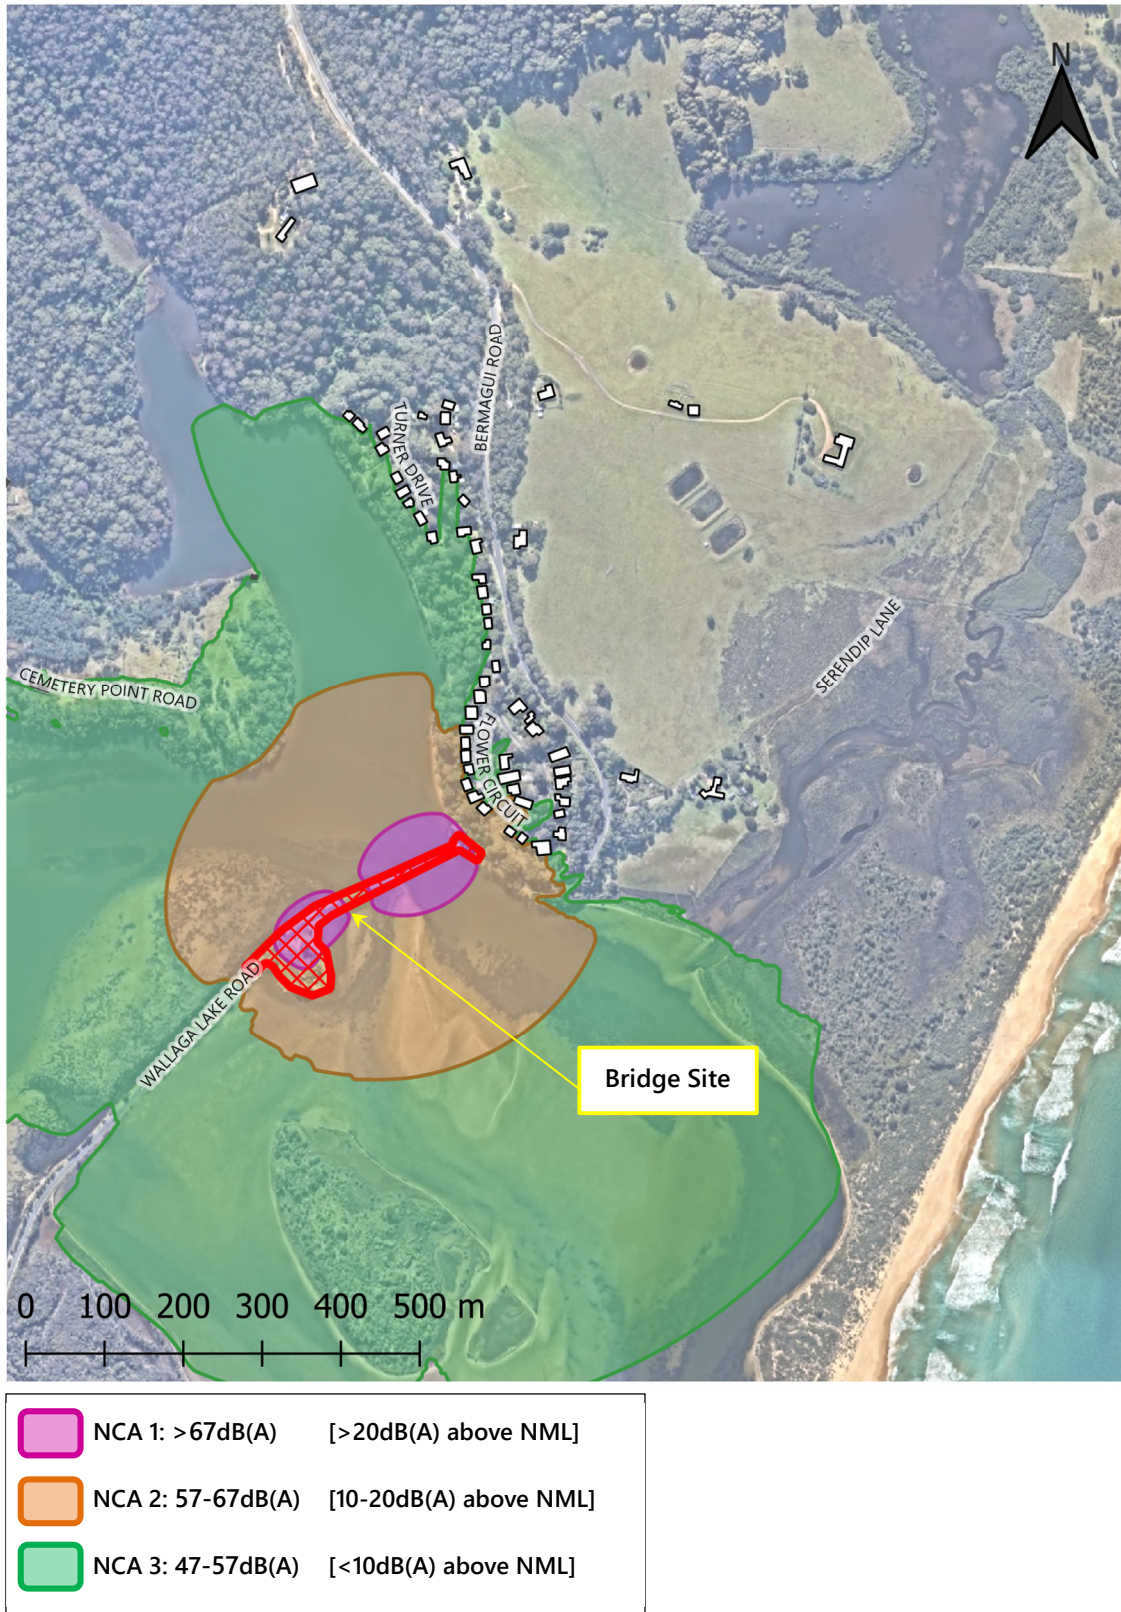 N
BERMAGUI ROAD
TURNER DRIVE
SERENDIP LANE
CEMETERY POINT ROAD
FLOWER CIRCUIT
WALLAGA LAKE ROAD
Bridge Site
0 100 200 300 400 500 m
NCA 1: >67dB(A) [>20dB(A) above NML]
NCA 2: 57-67dB(A) [10-20dB(A) above NML]
NCA 3: 47-57dB(A) [<10dB(A) above NML]